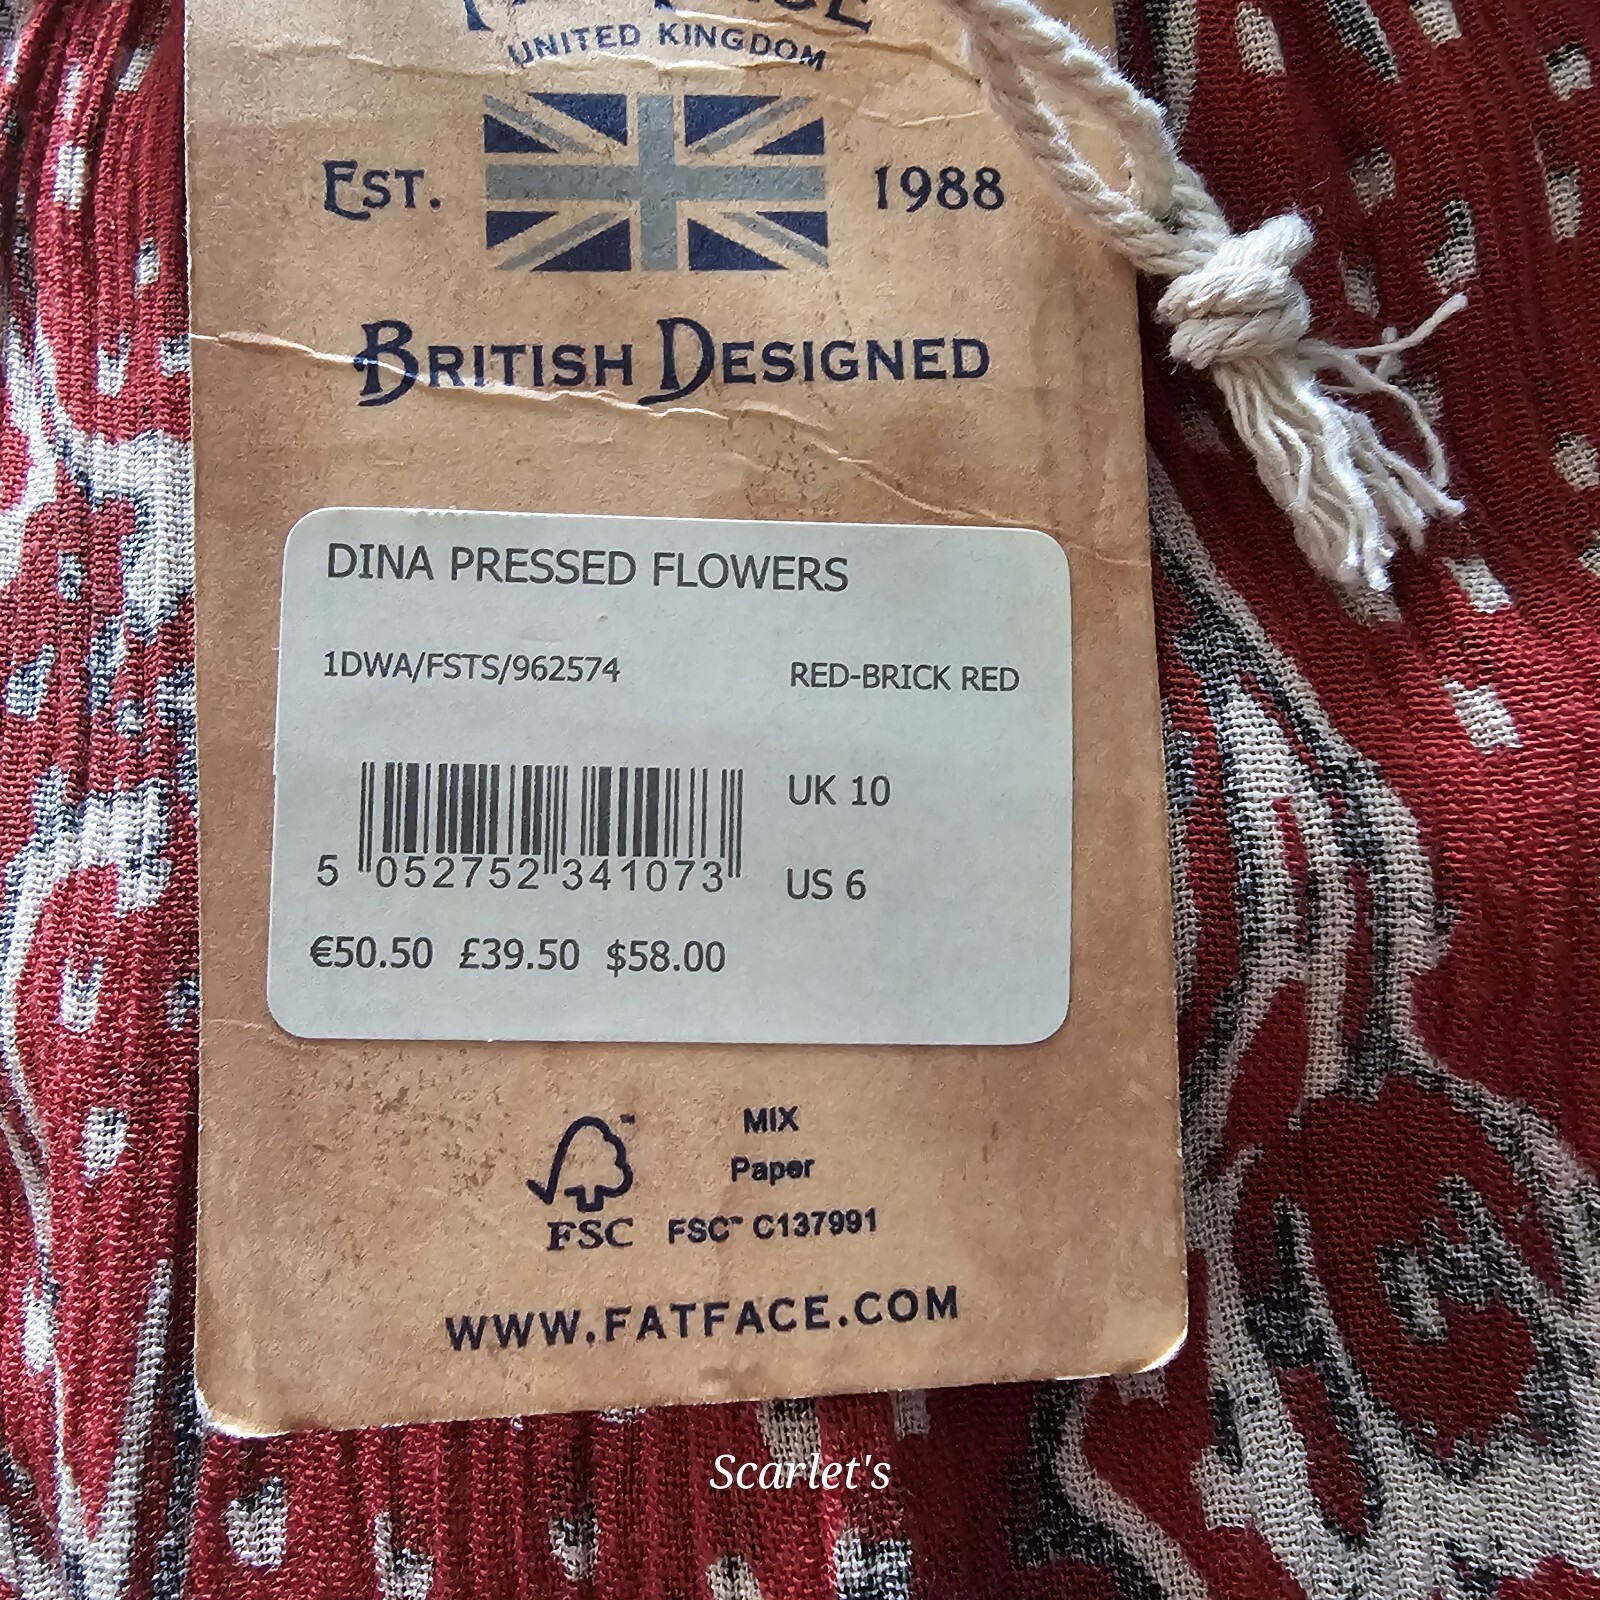 UNITED KINGDOM
EST. 1988
BRITISH DESIGNED
DINA PRESSED FLOWERS
1DWA/FSTS/962574 RED-BRICK RED
UK 10
5 052752 341073
US 6
€50.50 £39.50 $58.00
MIX
Paper
FSC FSC™ C137991
WWW.FATFACE.COM
Scarlet's